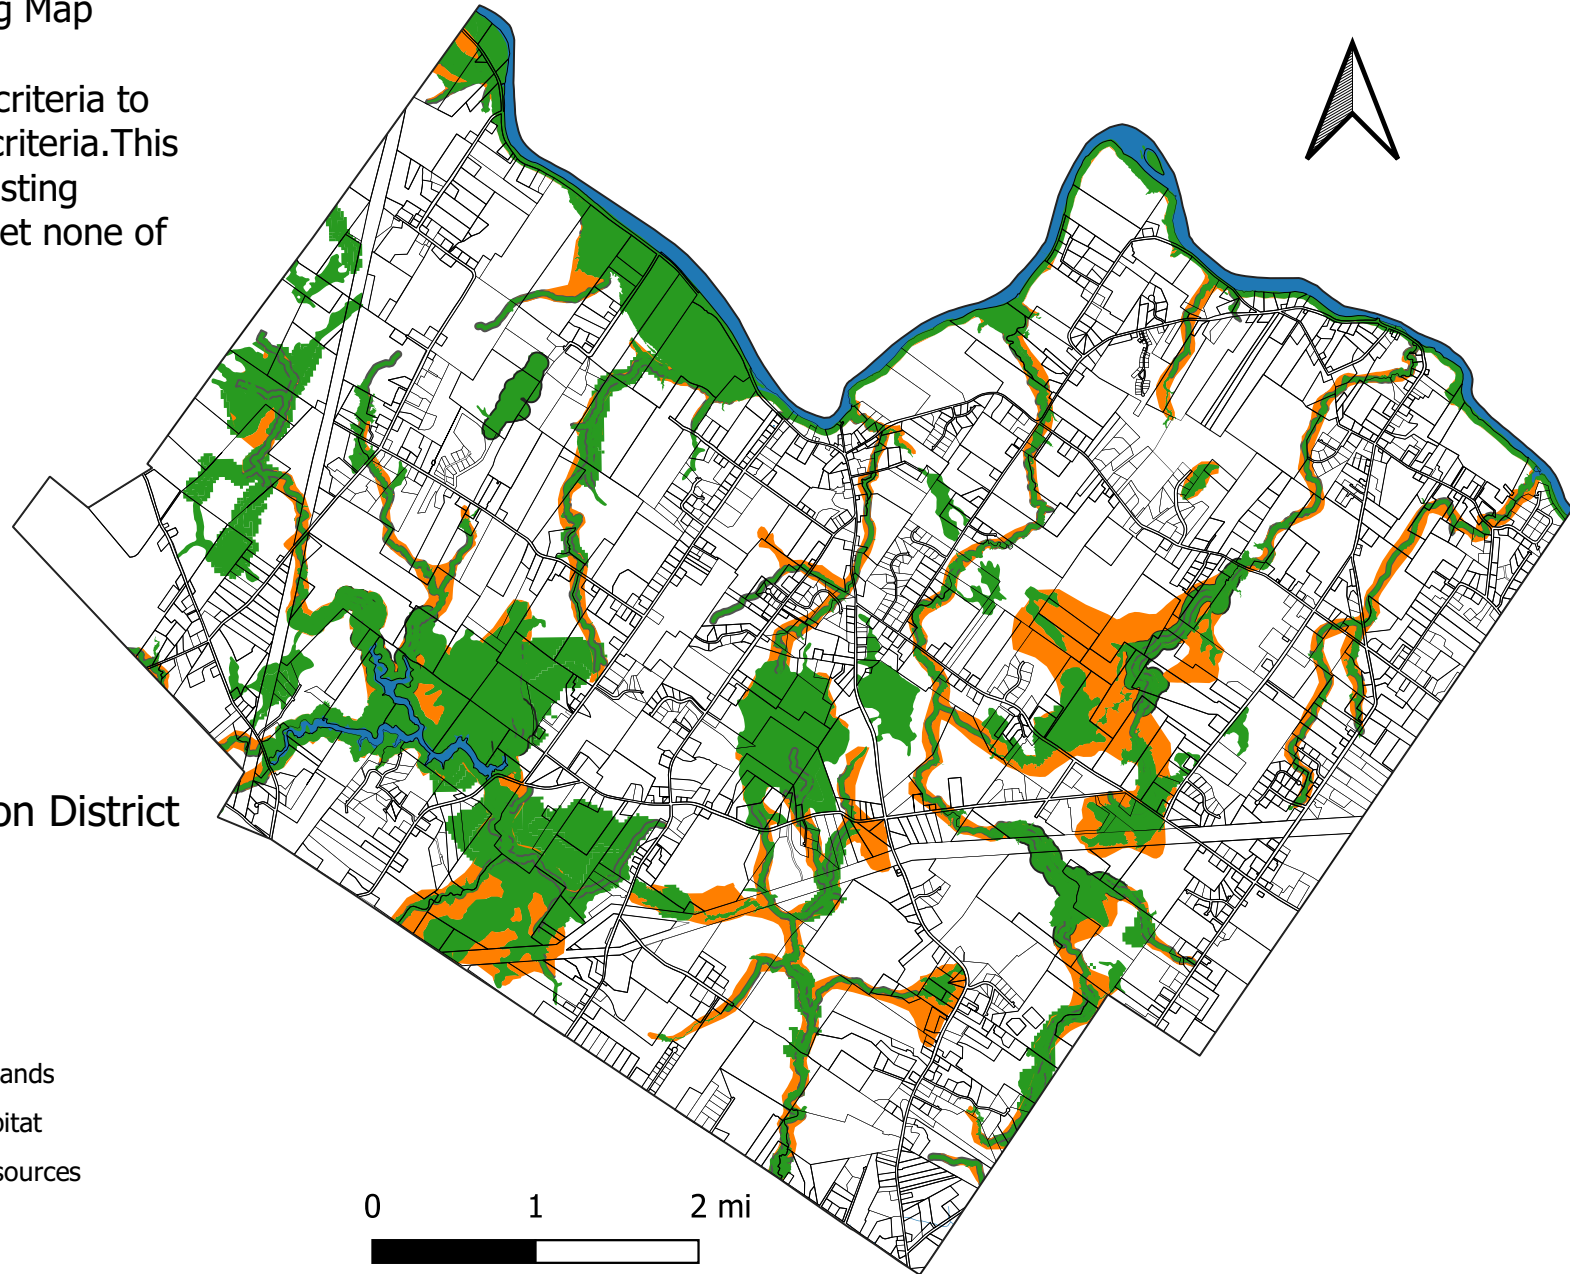 g Map
criteria to
criteria.This
sting
et none of
on District
ands
bitat
sources
0 1 2 mi